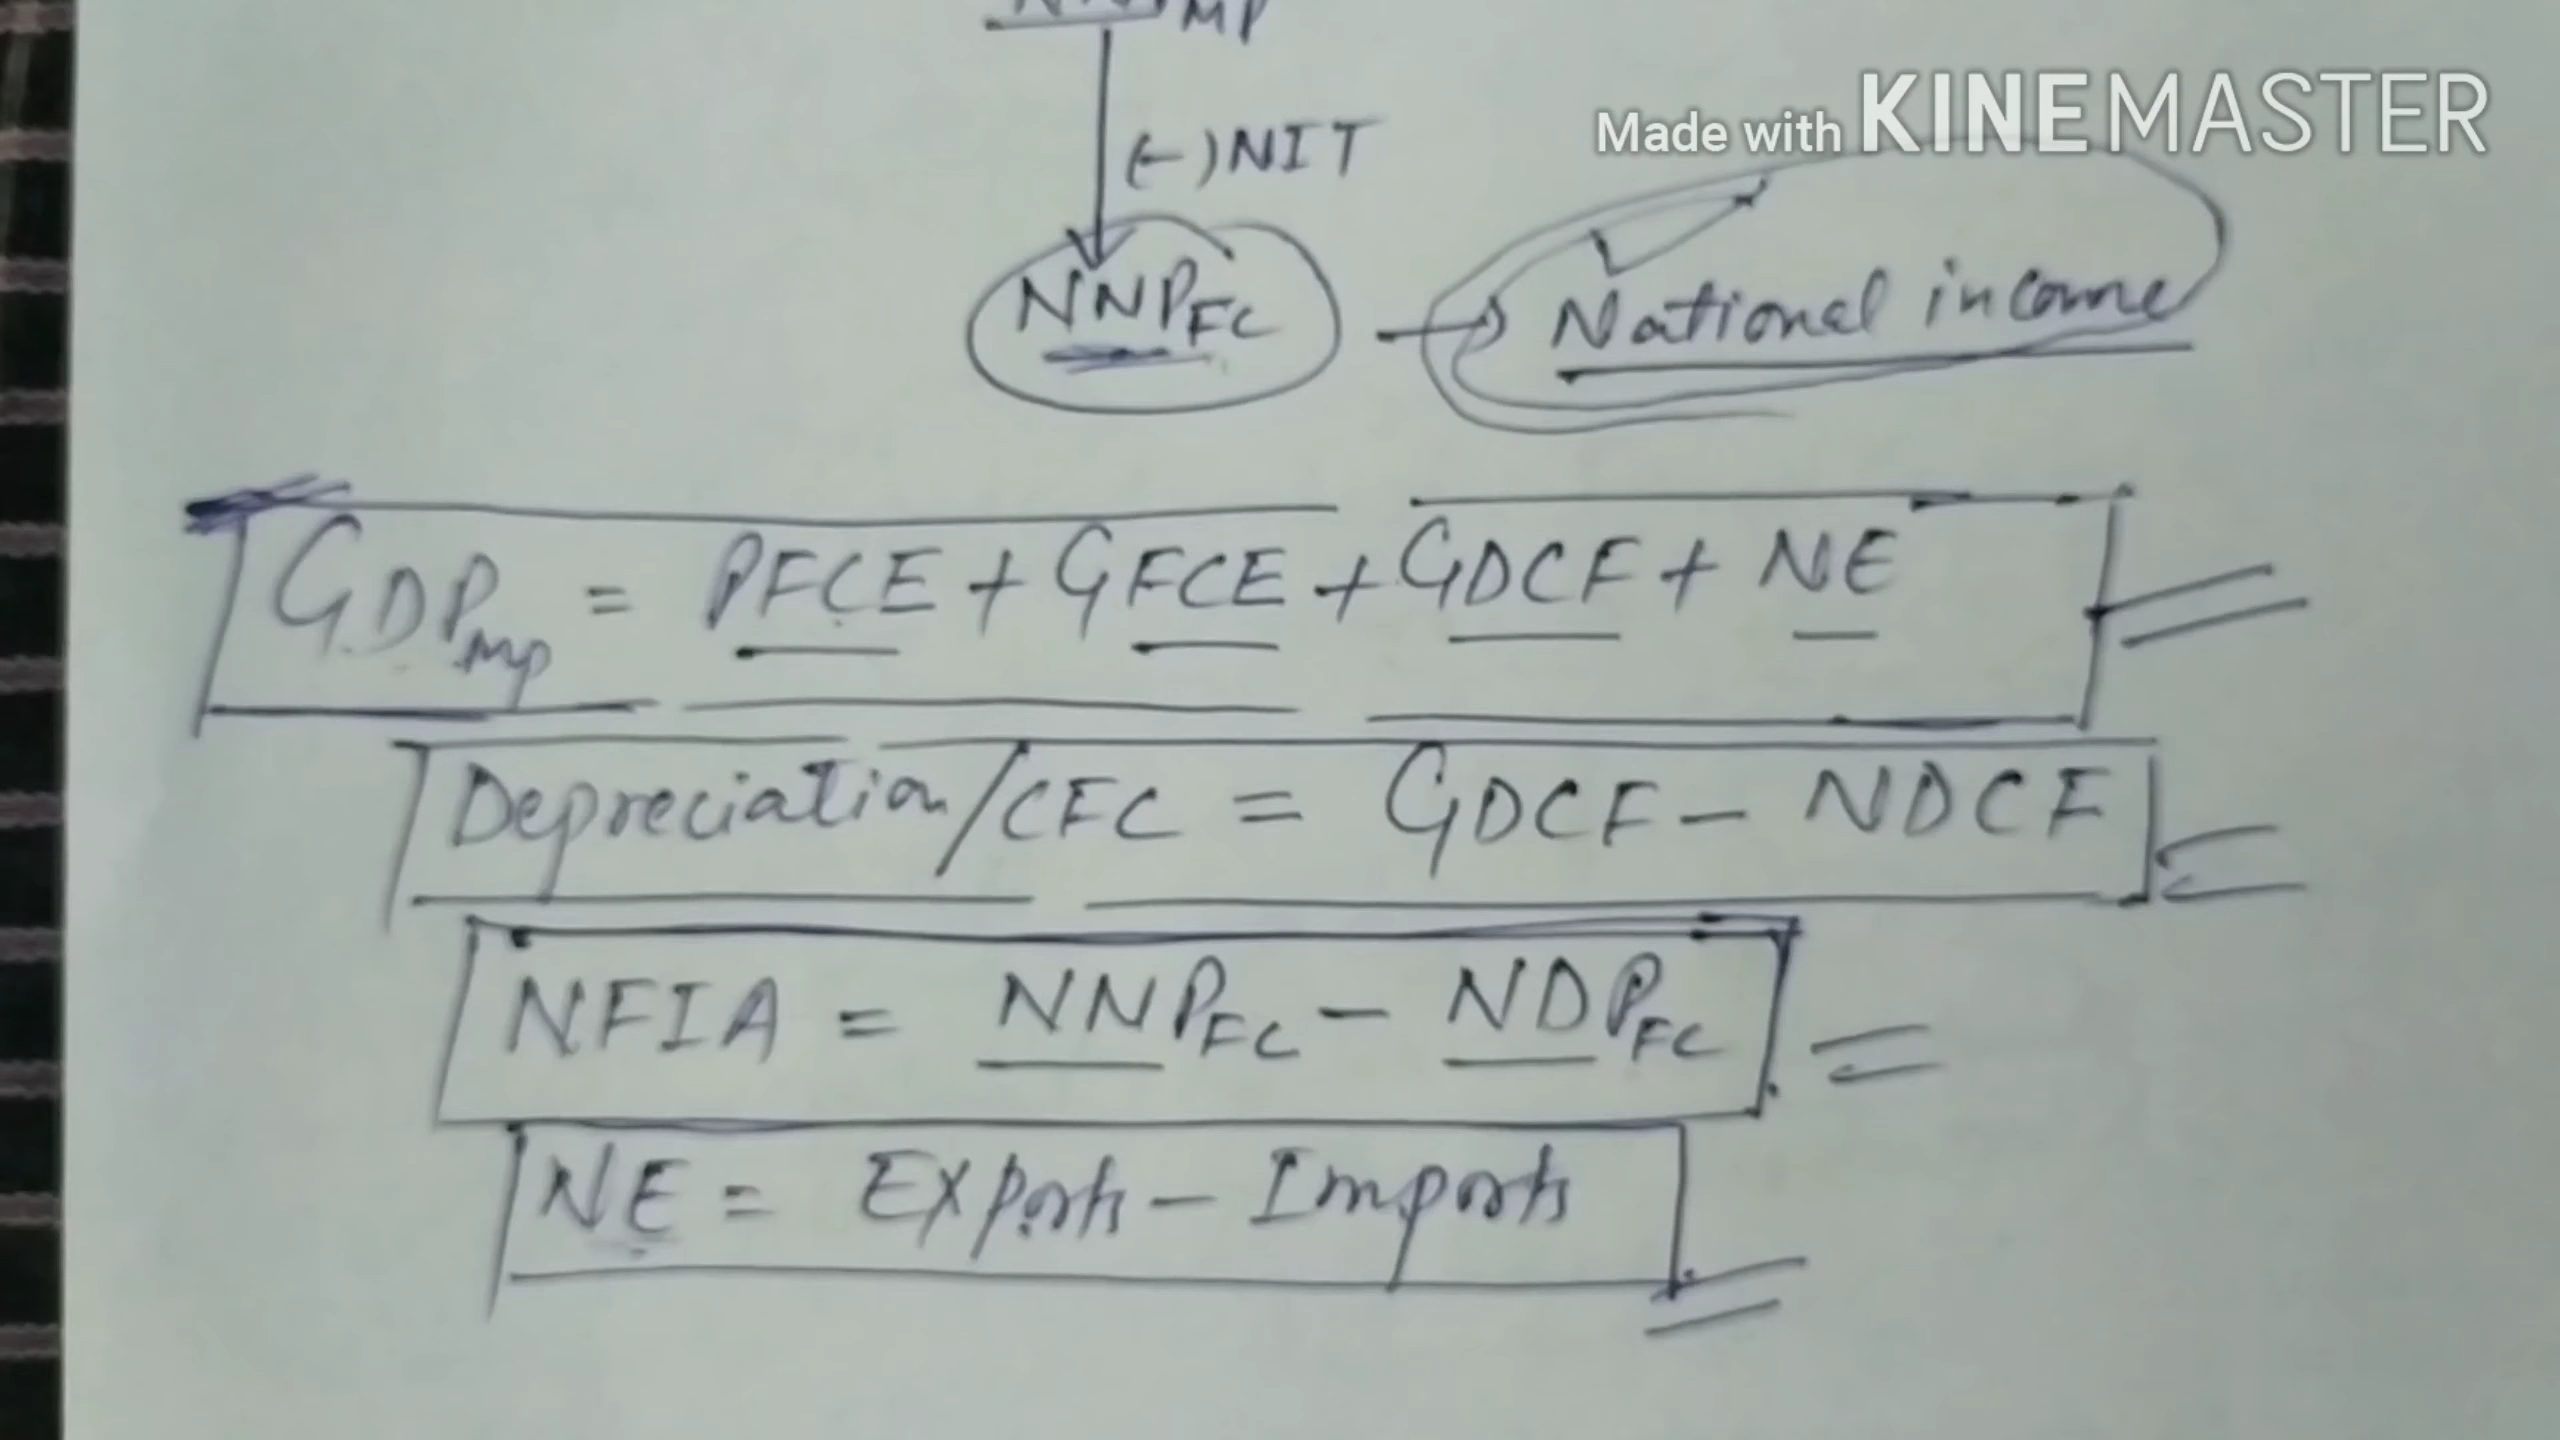 Made with KINEMASTER
(-) NIT
NNPFC → National income
GDPMP = PFCE + GFCE + GDCF + NE
Depreciation/CFC = GDCF - NDCF
NFIA = NNPFC - NDPFC
NE = Exports - Imports